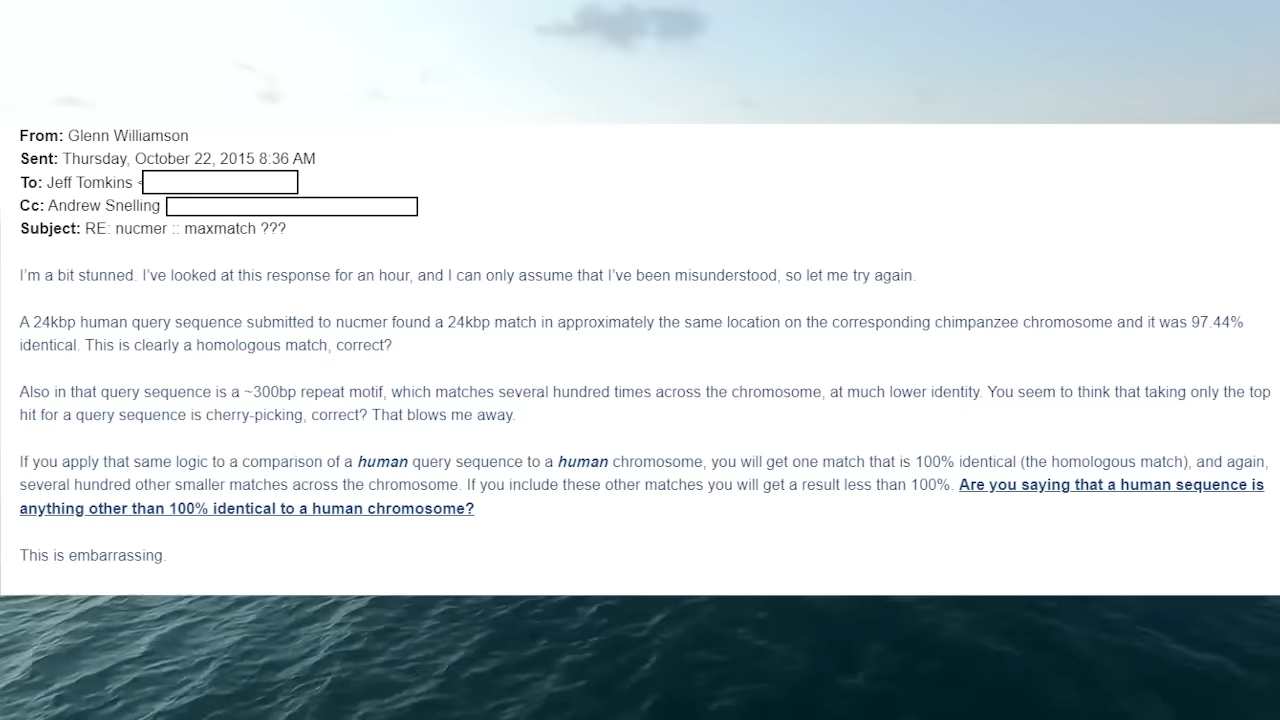 From: Glenn Williamson
Sent: Thursday, October 22, 2015 8:36 AM
To: Jeff Tomkins <
Cc: Andrew Snelling
Subject: RE: nucmer :: maxmatch ???
I'm a bit stunned. I've looked at this response for an hour, and I can only assume that I've been misunderstood, so let me try again.
A 24kbp human query sequence submitted to nucmer found a 24kbp match in approximately the same location on the corresponding chimpanzee chromosome and it was 97.44%
identical. This is clearly a homologous match, correct?
Also in that query sequence is a ~300bp repeat motif, which matches several hundred times across the chromosome, at much lower identity. You seem to think that taking only the top
hit for a query sequence is cherry-picking, correct? That blows me away.
If you apply that same logic to a comparison of a human query sequence to a human chromosome, you will get one match that is 100% identical (the homologous match), and again,
several hundred other smaller matches across the chromosome. If you include these other matches you will get a result less than 100%. Are you saying that a human sequence is
anything other than 100% identical to a human chromosome?
This is embarrassing.